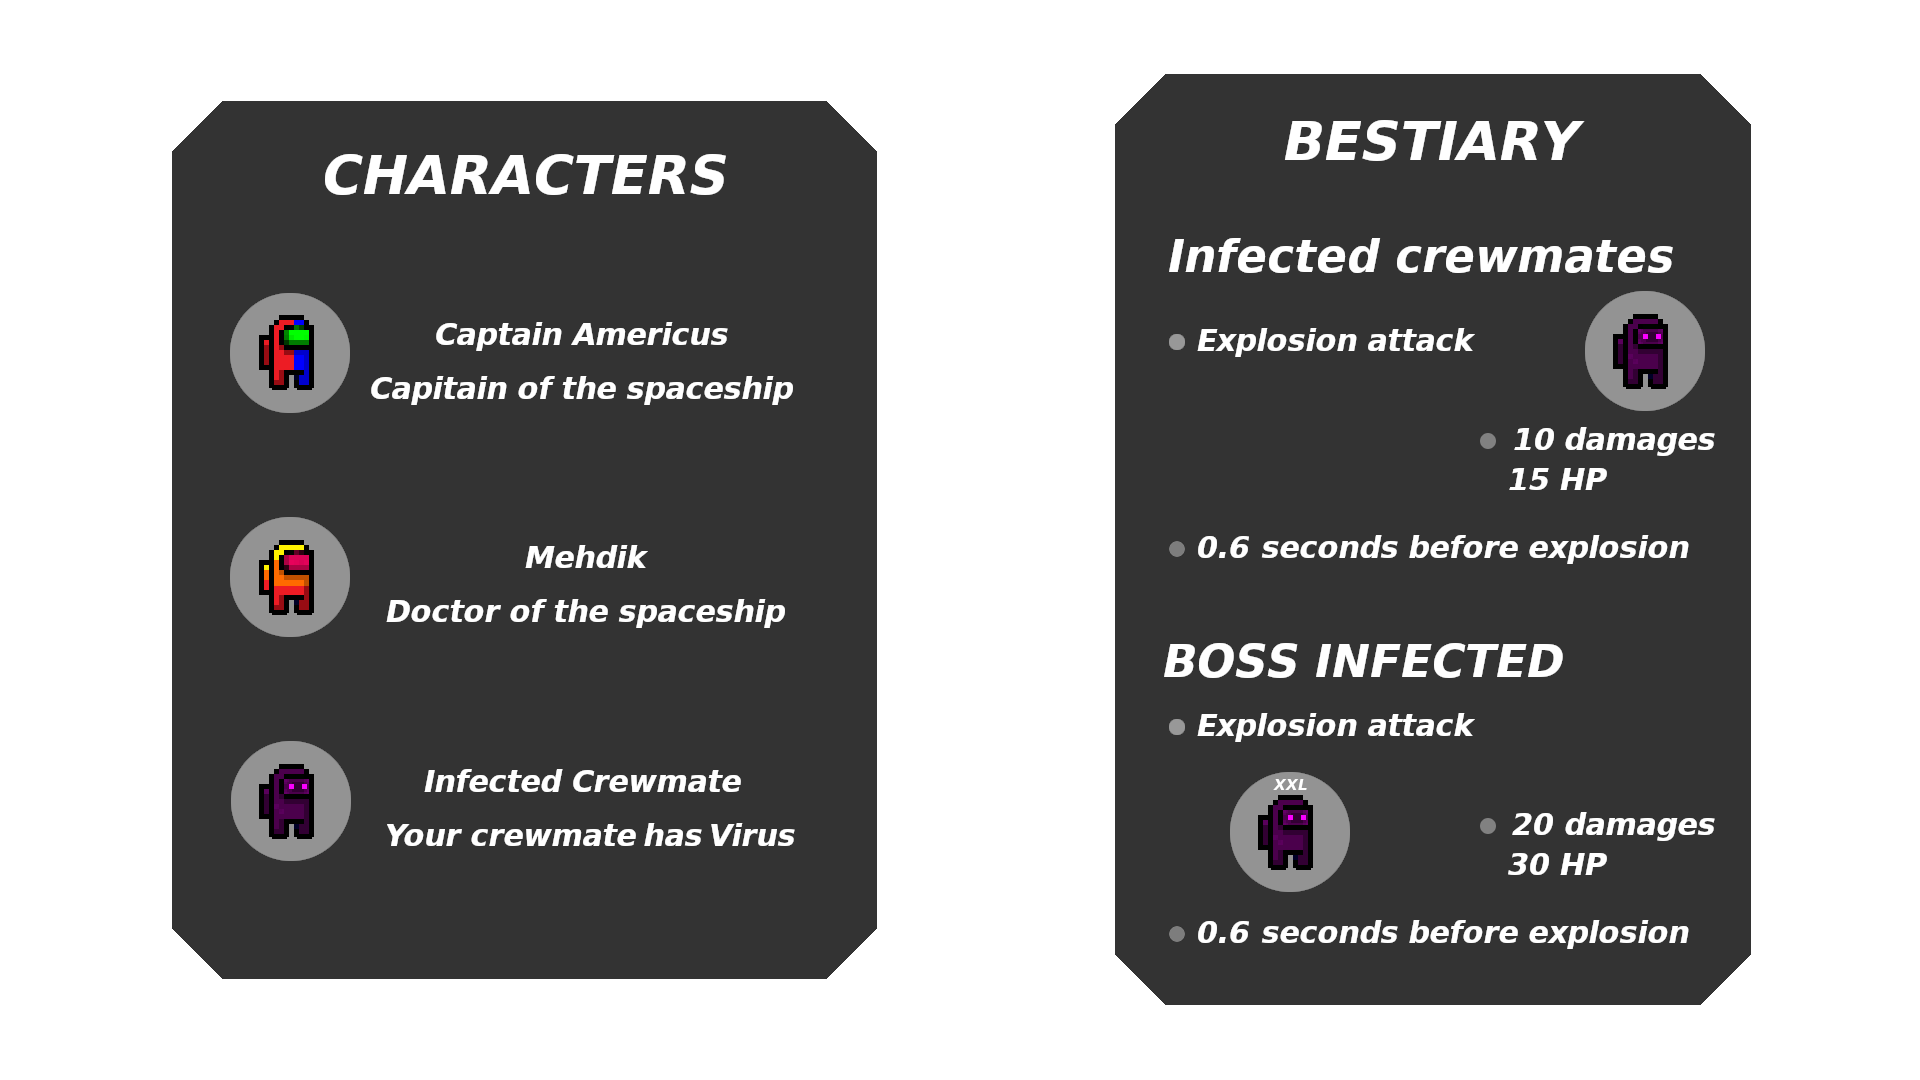 CHARACTERS
Captain Americus
Capitain of the spaceship
Mehdik
Doctor of the spaceship
Infected Crewmate
Your crewmate has Virus
BESTIARY
Infected crewmates
Explosion attack
10 damages
15 HP
0.6 seconds before explosion
BOSS INFECTED
Explosion attack
XXL
20 damages
30 HP
0.6 seconds before explosion